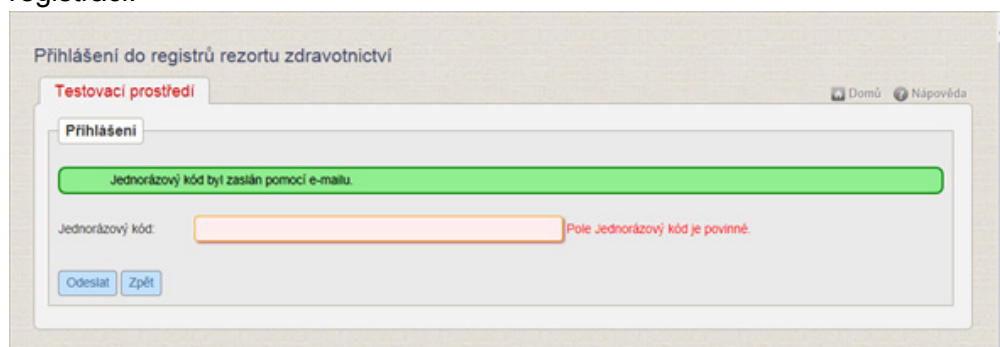 Přihlášení do registrů rezortu zdravotnictví
Testovací prostředí
Domů Nápověda
Přihlášení
Jednorázový kód byl zaslán pomocí e-mailu.
Jednorázový kód: Pole Jednorázový kód je povinné.
Odeslat Zpět